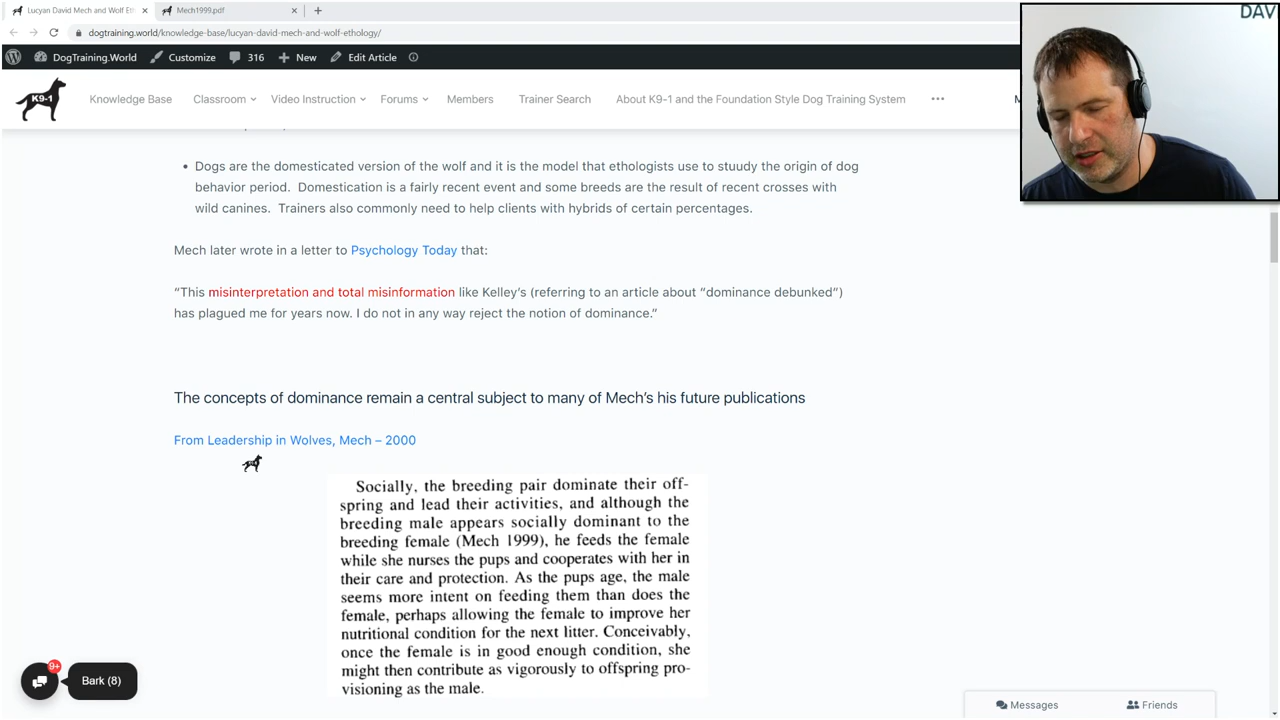 Lucyan David Mech and Wolf Eth
Mech1999.pdf
dogtraining.world/knowledge-base/lucyan-david-mech-and-wolf-ethology/
DAV
DogTraining.World
Customize
316
New
Edit Article
K9-1
Knowledge Base
Classroom
Video Instruction
Forums
Members
Trainer Search
About K9-1 and the Foundation Style Dog Training System
M
• Dogs are the domesticated version of the wolf and it is the model that ethologists use to stuudy the origin of dog
behavior period. Domestication is a fairly recent event and some breeds are the result of recent crosses with
wild canines. Trainers also commonly need to help clients with hybrids of certain percentages.
Mech later wrote in a letter to Psychology Today that:
“This misinterpretation and total misinformation like Kelley’s (referring to an article about “dominance debunked”)
has plagued me for years now. I do not in any way reject the notion of dominance.”
The concepts of dominance remain a central subject to many of Mech’s his future publications
From Leadership in Wolves, Mech – 2000
Socially, the breeding pair dominate their off-
spring and lead their activities, and although the
breeding male appears socially dominant to the
breeding female (Mech 1999), he feeds the female
while she nurses the pups and cooperates with her in
their care and protection. As the pups age, the male
seems more intent on feeding them than does the
female, perhaps allowing the female to improve her
nutritional condition for the next litter. Conceivably,
once the female is in good enough condition, she
might then contribute as vigorously to offspring pro-
visioning as the male.
9+
Bark (8)
Messages
Friends